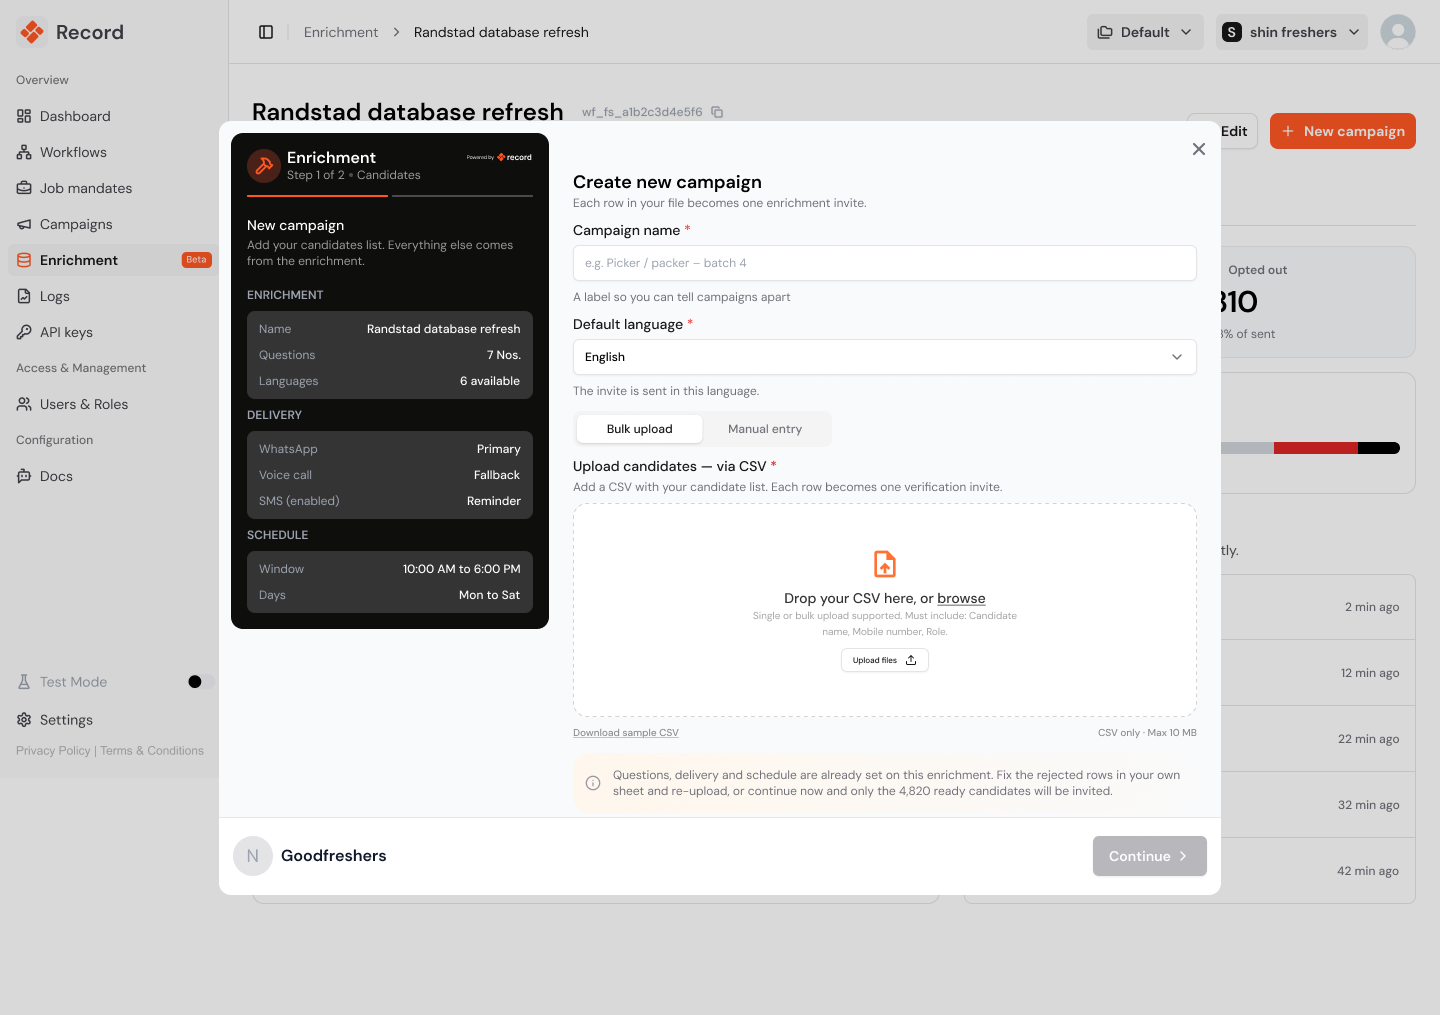 Record
Overview
Dashboard
Workflows
Job mandates
Campaigns
Enrichment
Beta
Logs
API keys
Access & Management
Users & Roles
Configuration
Docs
Test Mode
Settings
Privacy Policy | Terms & Conditions
Enrichment > Randstad database refresh
Default
S
shin freshers
Randstad database refresh
wf_fs_a1b2c3d4e5f6
Edit
+ New campaign
Opted out
310
% of sent
tly.
2 min ago
12 min ago
22 min ago
32 min ago
42 min ago
Enrichment
Powered by record
Step 1 of 2 • Candidates
New campaign
Add your candidates list. Everything else comes
from the enrichment.
ENRICHMENT
Name Randstad database refresh
Questions 7 Nos.
Languages 6 available
DELIVERY
WhatsApp Primary
Voice call Fallback
SMS (enabled) Reminder
SCHEDULE
Window 10:00 AM to 6:00 PM
Days Mon to Sat
Create new campaign
Each row in your file becomes one enrichment invite.
Campaign name *
e.g. Picker / packer – batch 4
A label so you can tell campaigns apart
Default language *
English
The invite is sent in this language.
Bulk upload Manual entry
Upload candidates — via CSV *
Add a CSV with your candidate list. Each row becomes one verification invite.
Drop your CSV here, or browse
Single or bulk upload supported. Must include: Candidate
name, Mobile number, Role.
Upload files
Download sample CSV CSV only · Max 10 MB
Questions, delivery and schedule are already set on this enrichment. Fix the rejected rows in your own
sheet and re-upload, or continue now and only the 4,820 ready candidates will be invited.
N
Goodfreshers
Continue